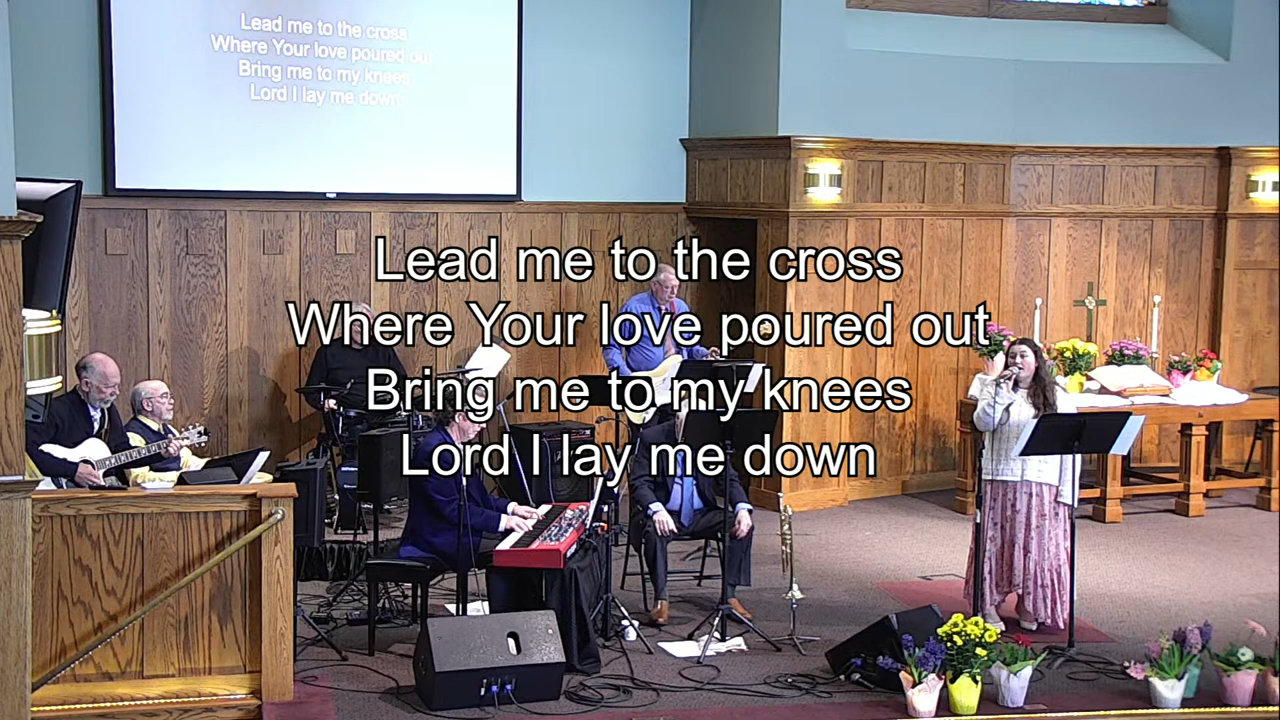 Lead me to the cross
Where Your love poured out
Bring me to my knees
Lord I lay me down
Lead me to the cross
Where Your love poured out
Bring me to my knees
Lord I lay me down